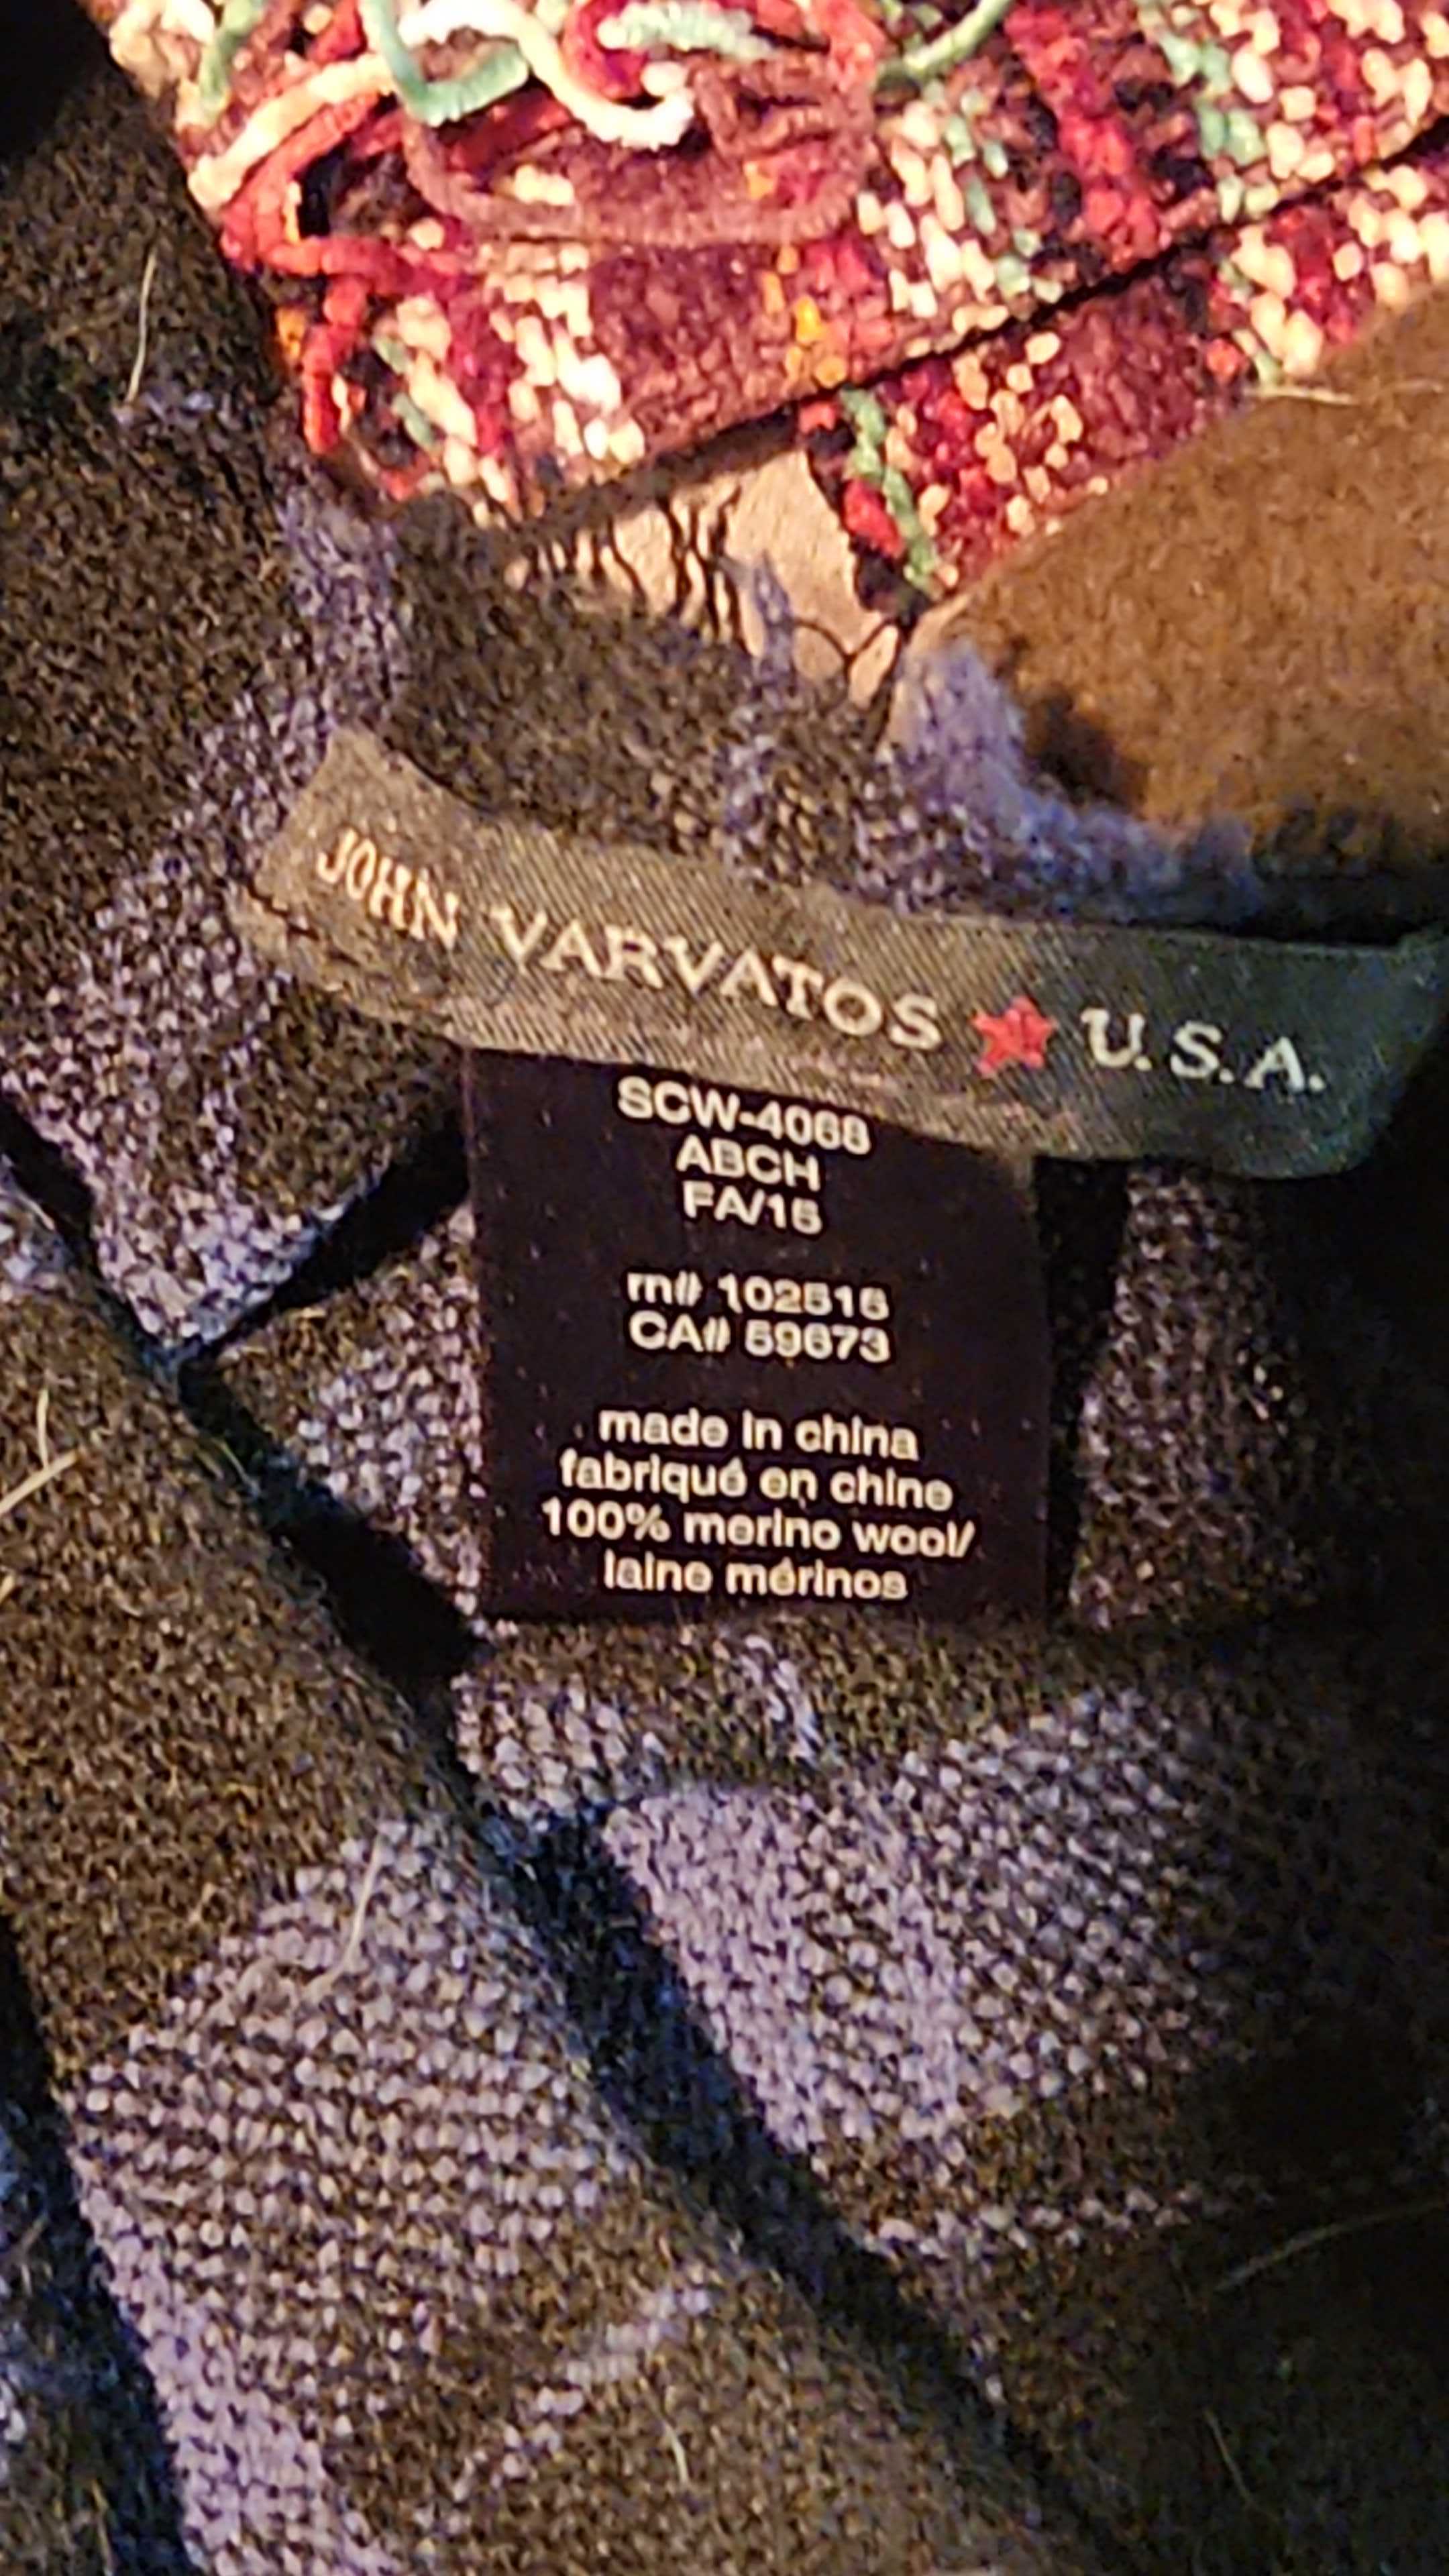 JOHN VARVATOS ★ U.S.A.
SCW-4068
ABCH
FA/15
rn# 102515
CA# 59673
made in china
fabriqué en chine
100% merino wool/
laine mérinos